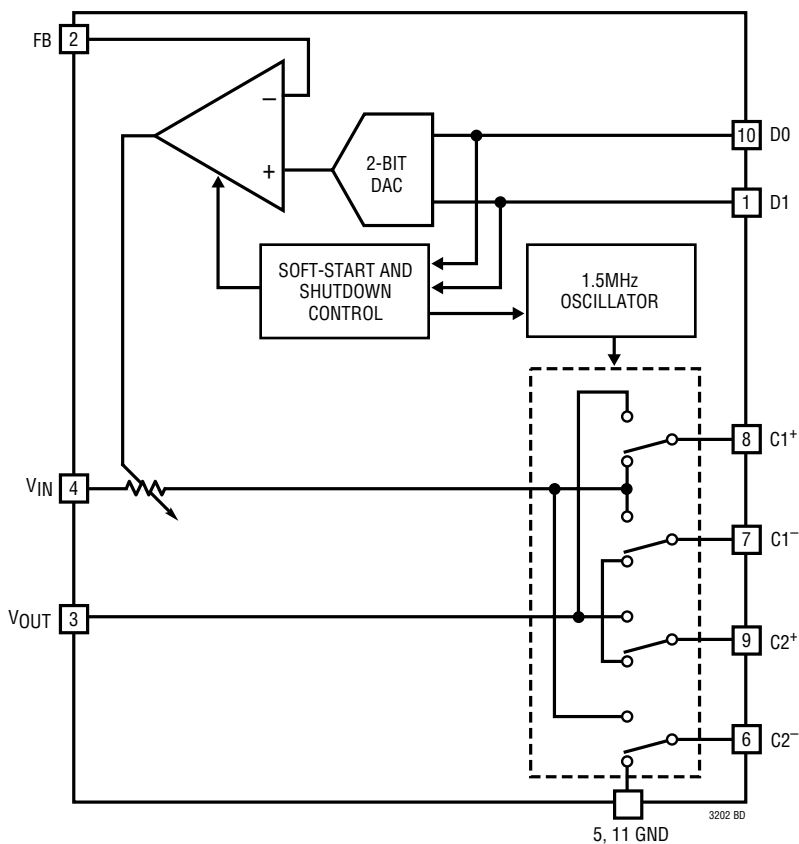 FB 2
−
+
2-BIT
DAC
10 D0
1 D1
SOFT-START AND
SHUTDOWN
CONTROL
1.5MHz
OSCILLATOR
8 C1+
VIN 4
7 C1−
VOUT 3
9 C2+
6 C2−
3202 BD
5, 11 GND